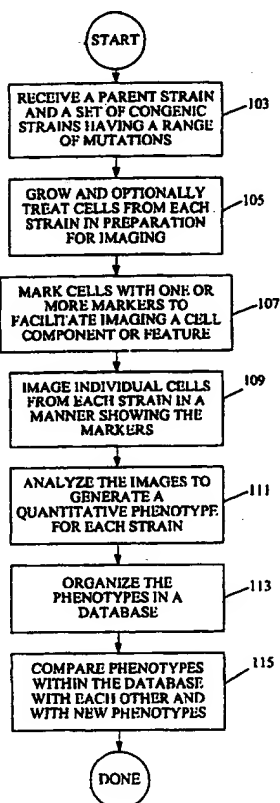 START
RECEIVE A PARENT STRAIN
AND A SET OF CONGENIC
STRAINS HAVING A RANGE
OF MUTATIONS
103
GROW AND OPTIONALLY
TREAT CELLS FROM EACH
STRAIN IN PREPARATION
FOR IMAGING
105
MARK CELLS WITH ONE OR
MORE MARKERS TO
FACILITATE IMAGING A CELL
COMPONENT OR FEATURE
107
IMAGE INDIVIDUAL CELLS
FROM EACH STRAIN IN A
MANNER SHOWING THE
MARKERS
109
ANALYZE THE IMAGES TO
GENERATE A
QUANTITATIVE PHENOTYPE
FOR EACH STRAIN
111
ORGANIZE THE
PHENOTYPES IN A
DATABASE
113
COMPARE PHENOTYPES
WITHIN THE DATABASE
WITH EACH OTHER AND
WITH NEW PHENOTYPES
115
DONE